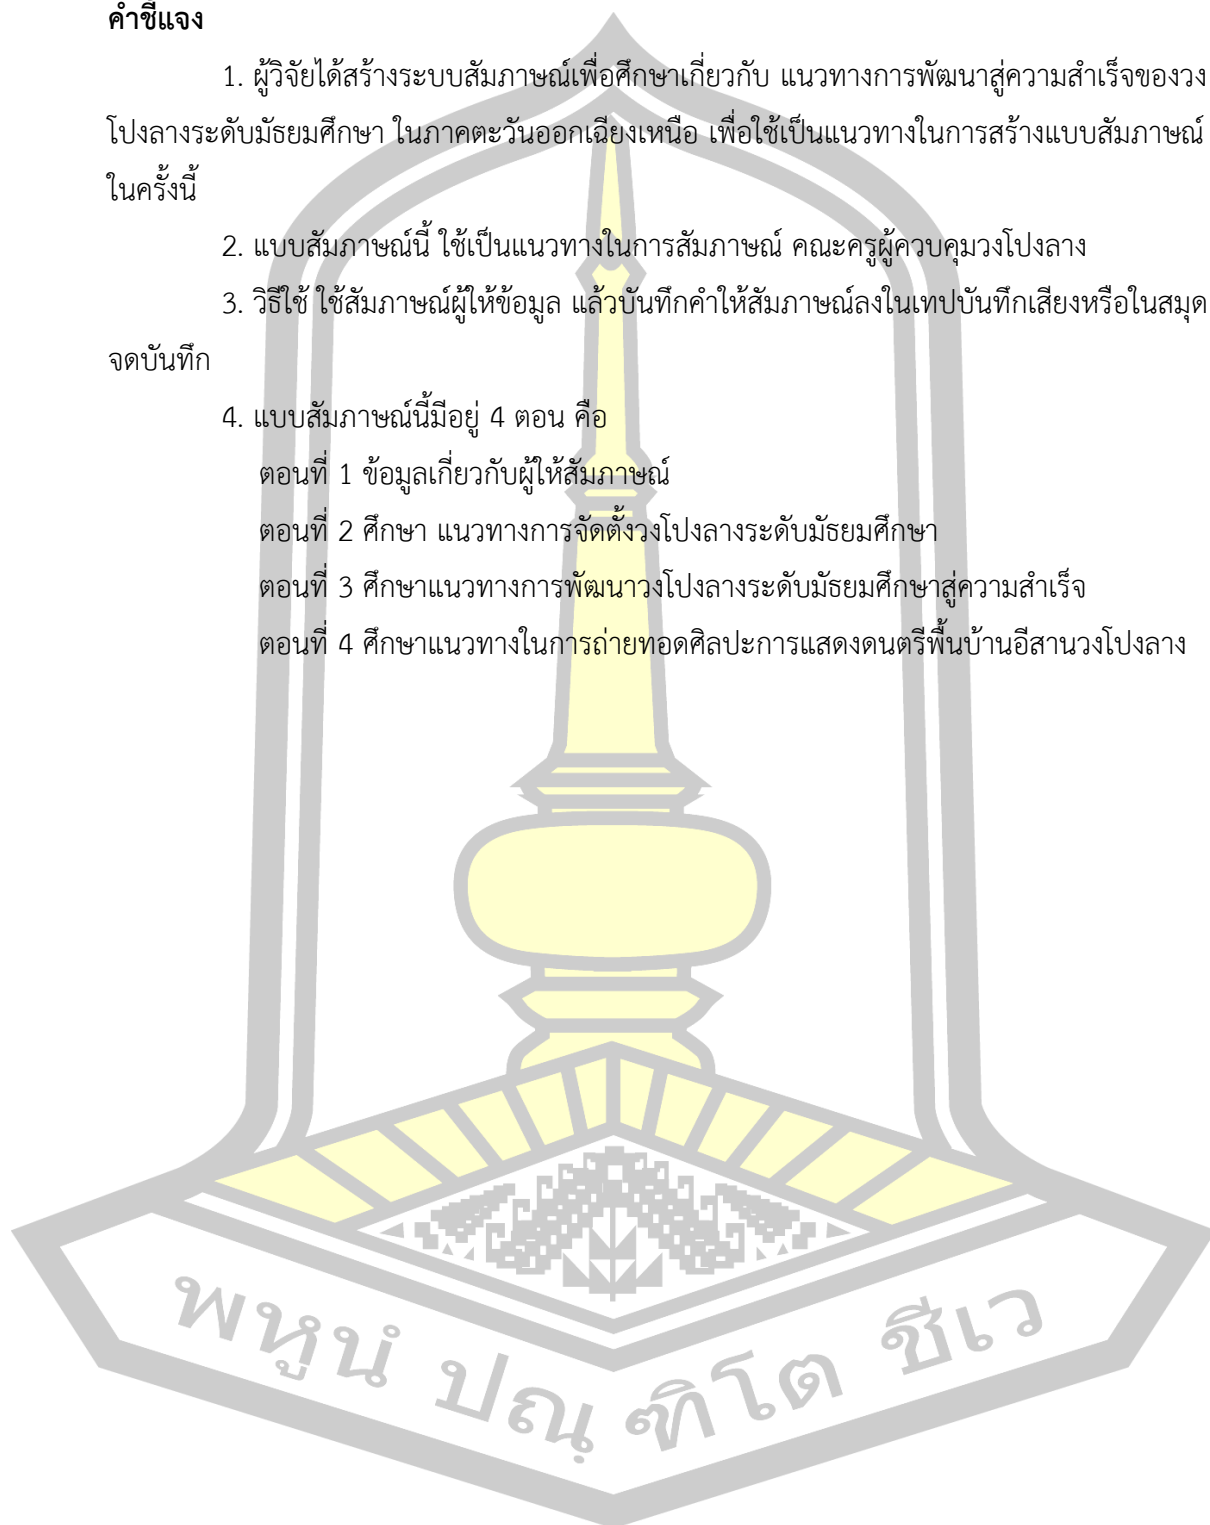 คำชี้แจง
1. ผู้วิจัยได้สร้างระบบสัมภาษณ์เพื่อศึกษาเกี่ยวกับ แนวทางการพัฒนาสู่ความสำเร็จของวง
โปงลางระดับมัธยมศึกษา ในภาคตะวันออกเฉียงเหนือ เพื่อใช้เป็นแนวทางในการสร้างแบบสัมภาษณ์
ในครั้งนี้
2. แบบสัมภาษณ์นี้ ใช้เป็นแนวทางในการสัมภาษณ์ คณะครูผู้ควบคุมวงโปงลาง
3. วิธีใช้ ใช้สัมภาษณ์ผู้ให้ข้อมูล แล้วบันทึกคำให้สัมภาษณ์ลงในเทปบันทึกเสียงหรือในสมุด
จดบันทึก
4. แบบสัมภาษณ์นี้มีอยู่ 4 ตอน คือ
ตอนที่ 1 ข้อมูลเกี่ยวกับผู้ให้สัมภาษณ์
ตอนที่ 2 ศึกษา แนวทางการจัดตั้งวงโปงลางระดับมัธยมศึกษา
ตอนที่ 3 ศึกษาแนวทางการพัฒนาวงโปงลางระดับมัธยมศึกษาสู่ความสำเร็จ
ตอนที่ 4 ศึกษาแนวทางในการถ่ายทอดศิลปะการแสดงดนตรีพื้นบ้านอีสานวงโปงลาง
พหูนํ ปณฺ ฑิโต ชีเว